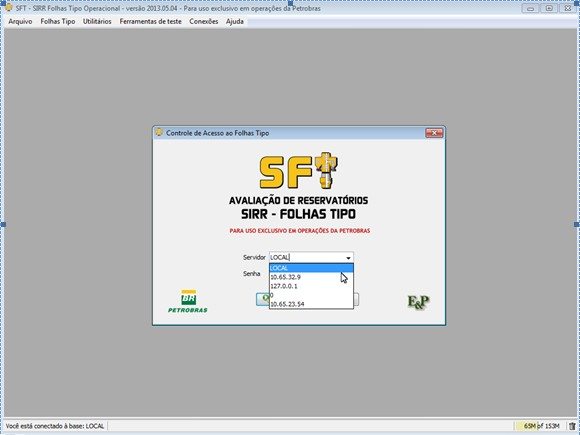 SFT - SIRR Folhas Tipo Operacional - versão 2013.05.04 - Para uso exclusivo em operações da Petrobras
Arquivo Folhas Tipo Utilitários Ferramentas de teste Conexões Ajuda
Controle de Acesso ao Folhas Tipo
SFT
AVALIAÇÃO DE RESERVATÓRIOS
SIRR - FOLHAS TIPO
PARA USO EXCLUSIVO EM OPERAÇÕES DA PETROBRAS
Servidor LOCAL
LOCAL
Senha
10.65.32.9
127.0.0.1
0
10.65.23.54
BR
PETROBRAS
E&P
Você está conectado à base: LOCAL
65M of 153M